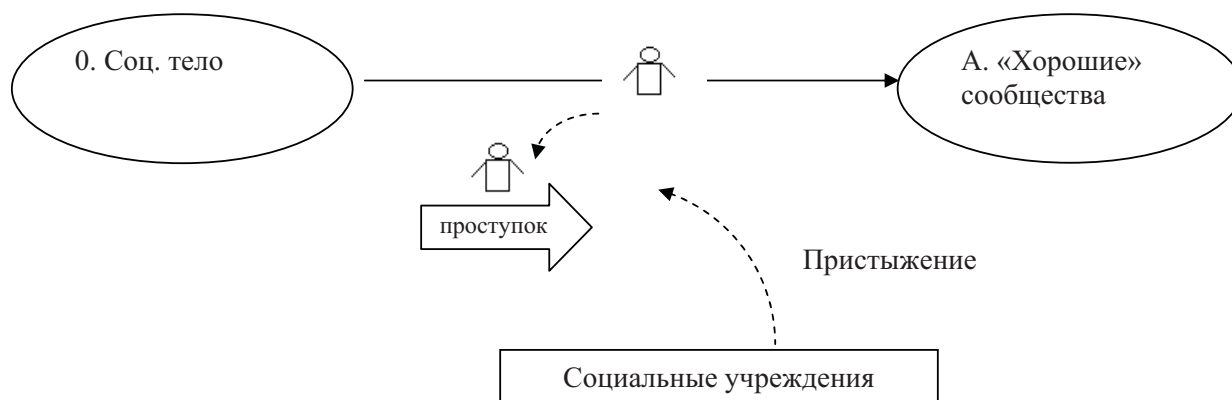 0. Соц. тело
А. «Хорошие»
сообщества
проступок
Пристыжение
Социальные учреждения